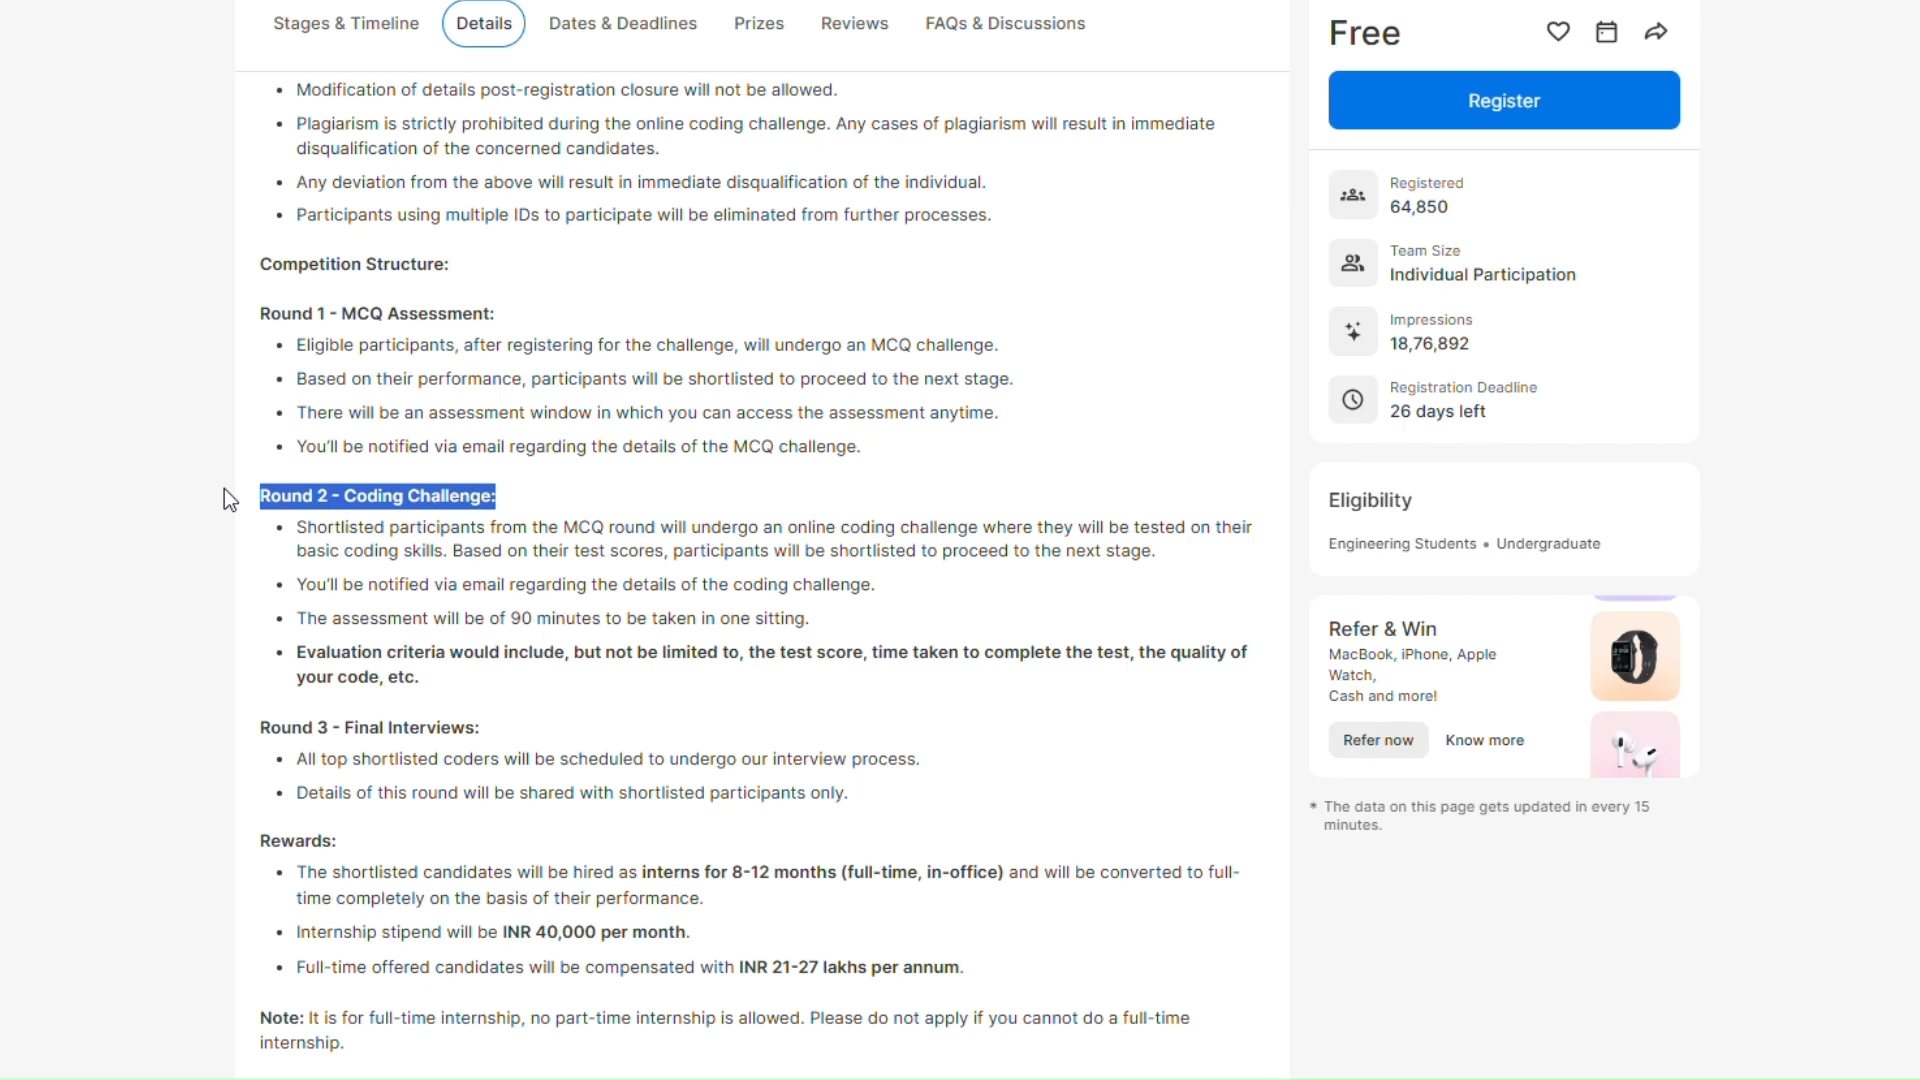 Stages & Timeline
Details
Dates & Deadlines
Prizes
Reviews
FAQs & Discussions
• Modification of details post-registration closure will not be allowed.
• Plagiarism is strictly prohibited during the online coding challenge. Any cases of plagiarism will result in immediate
disqualification of the concerned candidates.
• Any deviation from the above will result in immediate disqualification of the individual.
• Participants using multiple IDs to participate will be eliminated from further processes.
Competition Structure:
Round 1 - MCQ Assessment:
• Eligible participants, after registering for the challenge, will undergo an MCQ challenge.
• Based on their performance, participants will be shortlisted to proceed to the next stage.
• There will be an assessment window in which you can access the assessment anytime.
• You'll be notified via email regarding the details of the MCQ challenge.
Round 2 - Coding Challenge:
• Shortlisted participants from the MCQ round will undergo an online coding challenge where they will be tested on their
basic coding skills. Based on their test scores, participants will be shortlisted to proceed to the next stage.
• You'll be notified via email regarding the details of the coding challenge.
• The assessment will be of 90 minutes to be taken in one sitting.
• Evaluation criteria would include, but not be limited to, the test score, time taken to complete the test, the quality of
your code, etc.
Round 3 - Final Interviews:
• All top shortlisted coders will be scheduled to undergo our interview process.
• Details of this round will be shared with shortlisted participants only.
Rewards:
• The shortlisted candidates will be hired as interns for 8-12 months (full-time, in-office) and will be converted to full-
time completely on the basis of their performance.
• Internship stipend will be INR 40,000 per month.
• Full-time offered candidates will be compensated with INR 21-27 lakhs per annum.
Note: It is for full-time internship, no part-time internship is allowed. Please do not apply if you cannot do a full-time
internship.
Free
Register
Registered
64,850
Team Size
Individual Participation
Impressions
18,76,892
Registration Deadline
26 days left
Eligibility
Engineering Students • Undergraduate
Refer & Win
MacBook, iPhone, Apple
Watch,
Cash and more!
Refer now
Know more
* The data on this page gets updated in every 15
minutes.